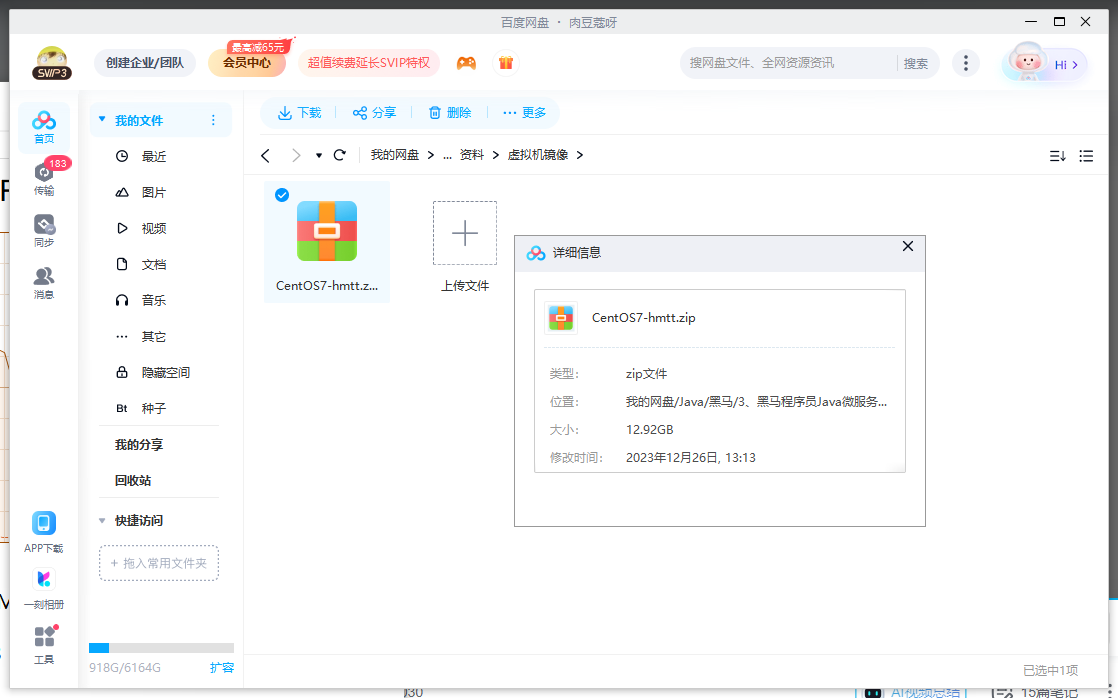 百度网盘 · 肉豆蔻呀
SVIP3
创建企业/团队
最高减65元
会员中心
超值续费延长SVIP特权
搜网盘文件、全网资源资讯
搜索
Hi
首页
183
传输
同步
消息
APP下载
一刻相册
工具
我的文件
最近
图片
视频
文档
音乐
其它
隐藏空间
Bt 种子
我的分享
回收站
快捷访问
+ 拖入常用文件夹
918G/6164G 扩容
下载 分享 删除 ··· 更多
我的网盘 > ... 资料 > 虚拟机镜像 >
CentOS7-hmtt.z...
上传文件
详细信息
CentOS7-hmtt.zip
类型: zip文件
位置: 我的网盘/Java/黑马/3、黑马程序员Java微服务...
大小: 12.92GB
修改时间: 2023年12月26日, 13:13
已选中1项
AI视频总结
15篇笔记